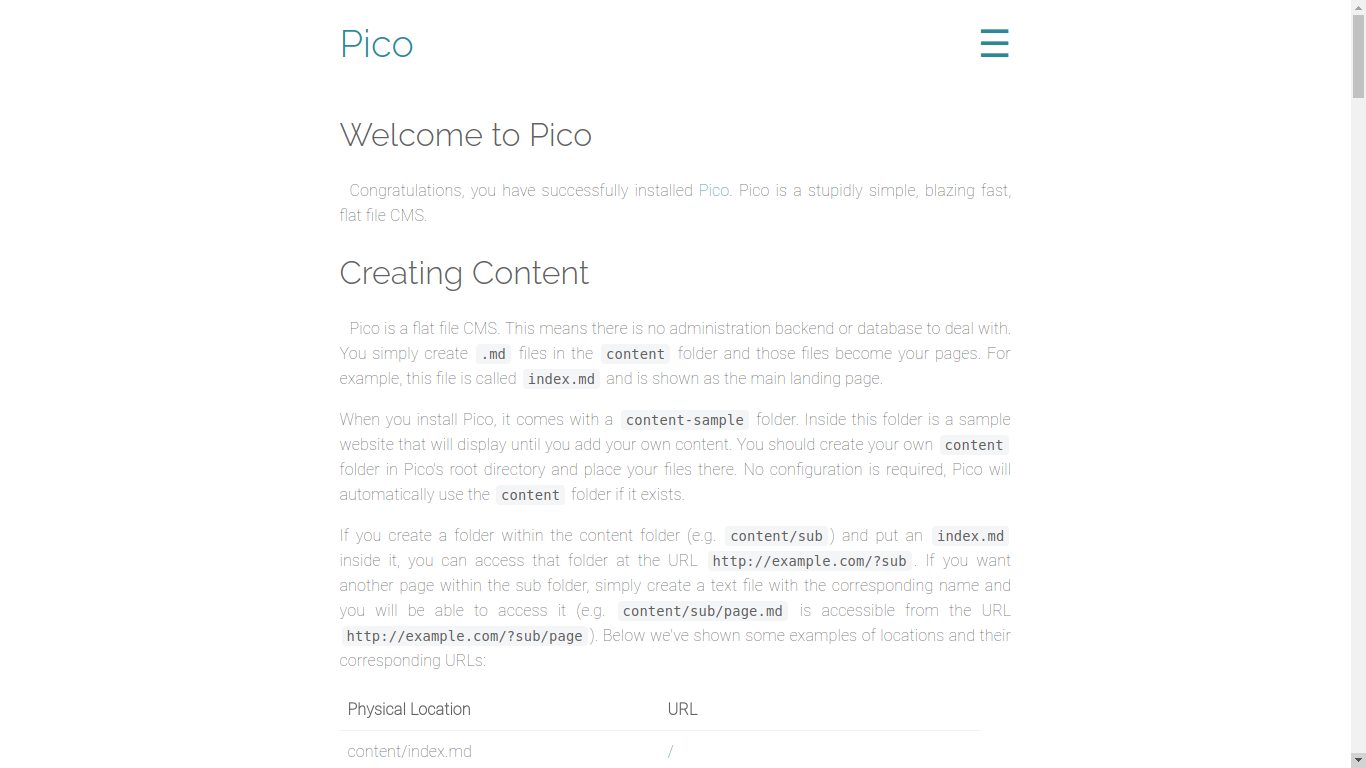 Pico
☰
Welcome to Pico
Congratulations, you have successfully installed Pico. Pico is a stupidly simple, blazing fast,
flat file CMS.
Creating Content
Pico is a flat file CMS. This means there is no administration backend or database to deal with.
You simply create .md files in the content folder and those files become your pages. For
example, this file is called index.md and is shown as the main landing page.
When you install Pico, it comes with a content-sample folder. Inside this folder is a sample
website that will display until you add your own content. You should create your own content
folder in Pico's root directory and place your files there. No configuration is required, Pico will
automatically use the content folder if it exists.
If you create a folder within the content folder (e.g. content/sub) and put an index.md
inside it, you can access that folder at the URL http://example.com/?sub. If you want
another page within the sub folder, simply create a text file with the corresponding name and
you will be able to access it (e.g. content/sub/page.md is accessible from the URL
http://example.com/?sub/page). Below we've shown some examples of locations and their
corresponding URLs:
Physical Location URL
content/index.md /